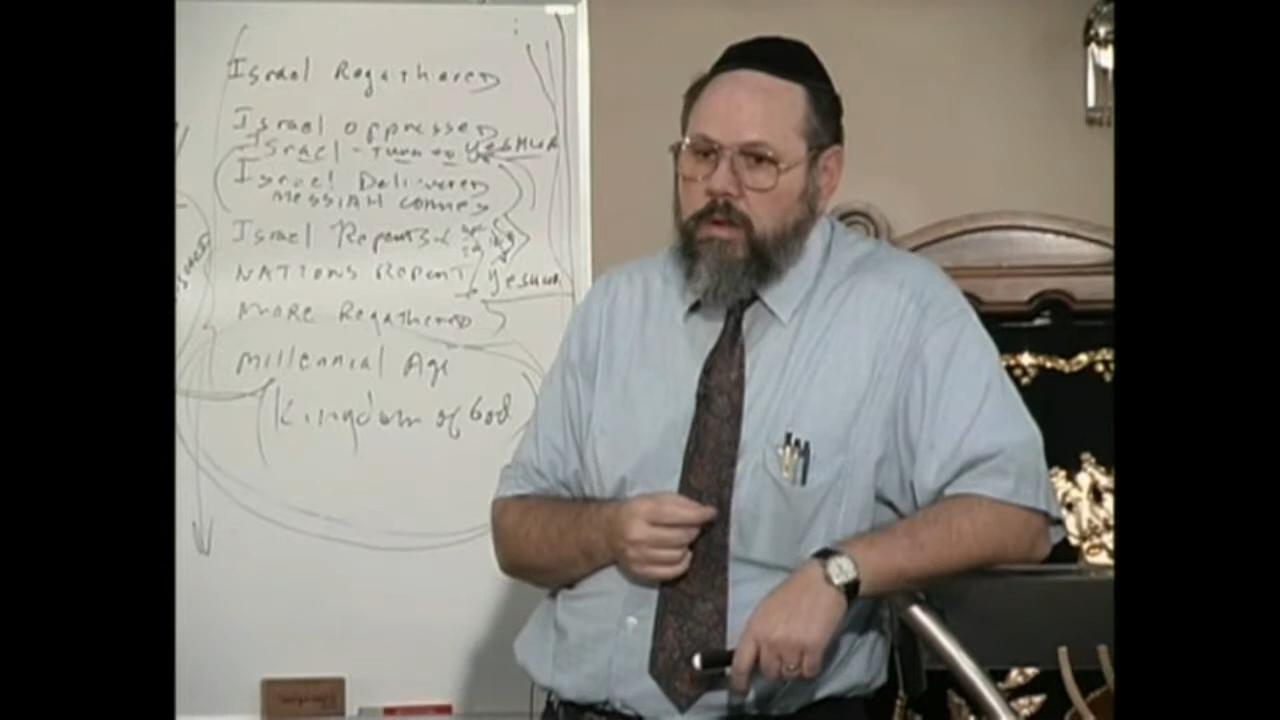 Israel Regathered
Israel oppressed
Israel - turn to Yeshua
Israel Delivered
MESSIAH comes
Israel Repents
NATIONS REPENT Yeshua
MORE Regathered
Millennial Age
Kingdom of God